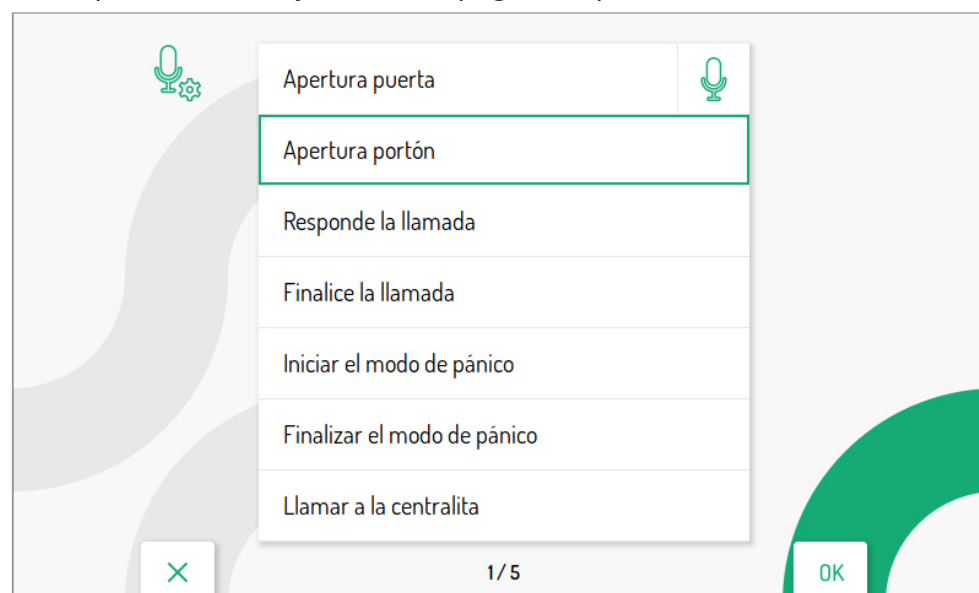 Apertura puerta
Apertura portón
Responde la llamada
Finalice la llamada
Iniciar el modo de pánico
Finalizar el modo de pánico
Llamar a la centralita
1/5
OK